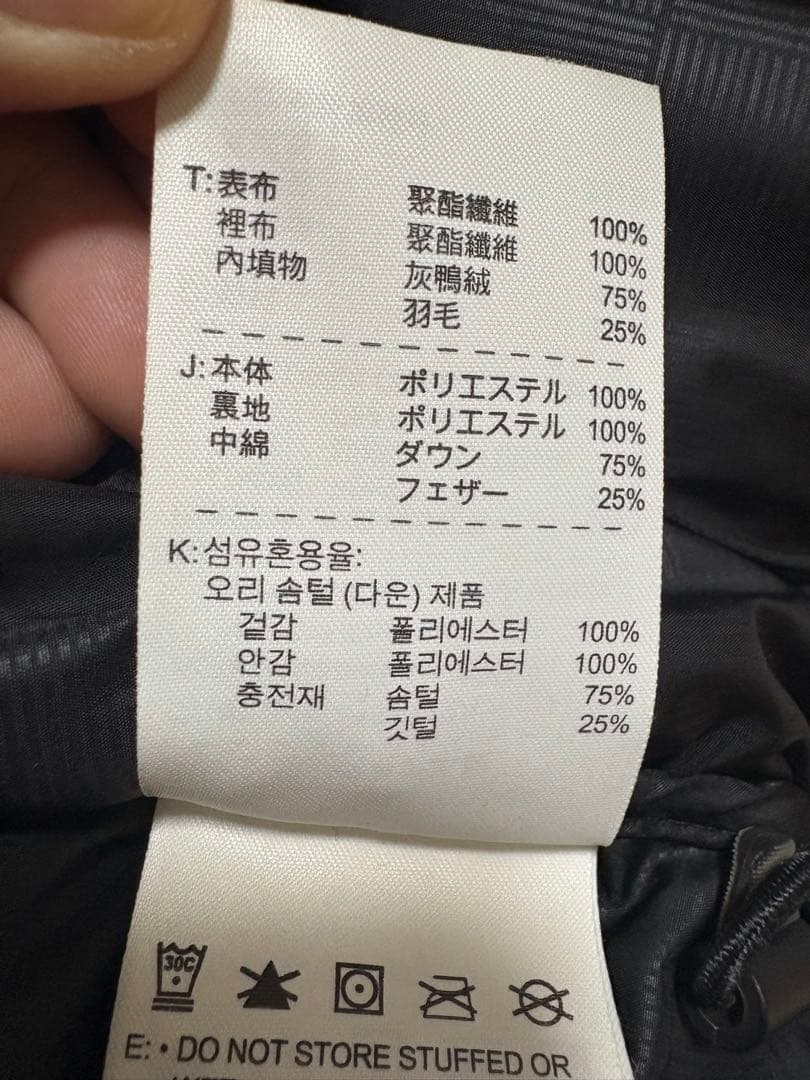 T:表布 聚酯纖維 100%
裡布 聚酯纖維 100%
內填物 灰鴨絨 75%
羽毛 25%
J:本体 ポリエステル 100%
裏地 ポリエステル 100%
中綿 ダウン 75%
フェザー 25%
K:섬유혼용율:
오리 솜털 (다운) 제품
겉감 폴리에스터 100%
안감 폴리에스터 100%
충전재 솜털 75%
깃털 25%
30C
E: • DO NOT STORE STUFFED OR